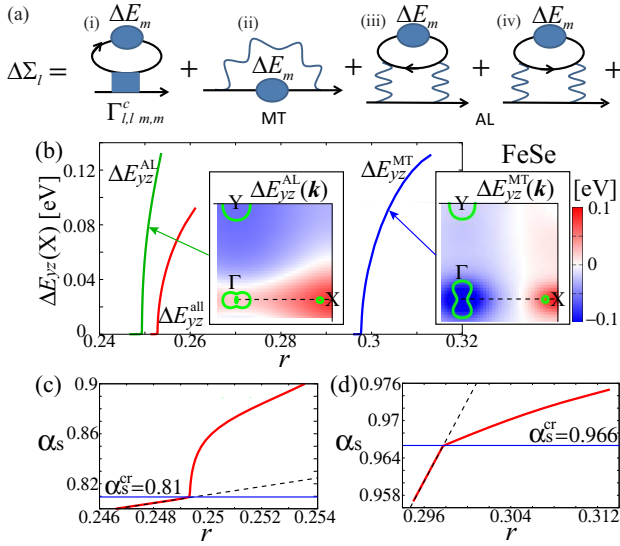 (a) (i) ΔE_m (ii) (iii) ΔE_m (iv) ΔE_m
ΔΣ_l = + ΔE_m + + +
Γ^c_{l,l m,m} MT AL
(b) FeSe
ΔE_yz(X) [eV]
0.12
0.08
0.04
0
ΔE_yz^AL
ΔE_yz^all
ΔE_yz^MT
ΔE_yz^AL(k)
Y
Γ
X
ΔE_yz^MT(k)
Y
Γ
X
[eV]
0.1
0
−0.1
0.24 0.26 0.28 0.30 0.32
r
(c)
α_s
0.9
0.86
0.82
α_s^cr=0.81
0.246 0.248 0.25 0.252 0.254
r
(d)
α_s
0.976
0.97
0.964
0.958
α_s^cr=0.966
0.296 0.304 0.312
r